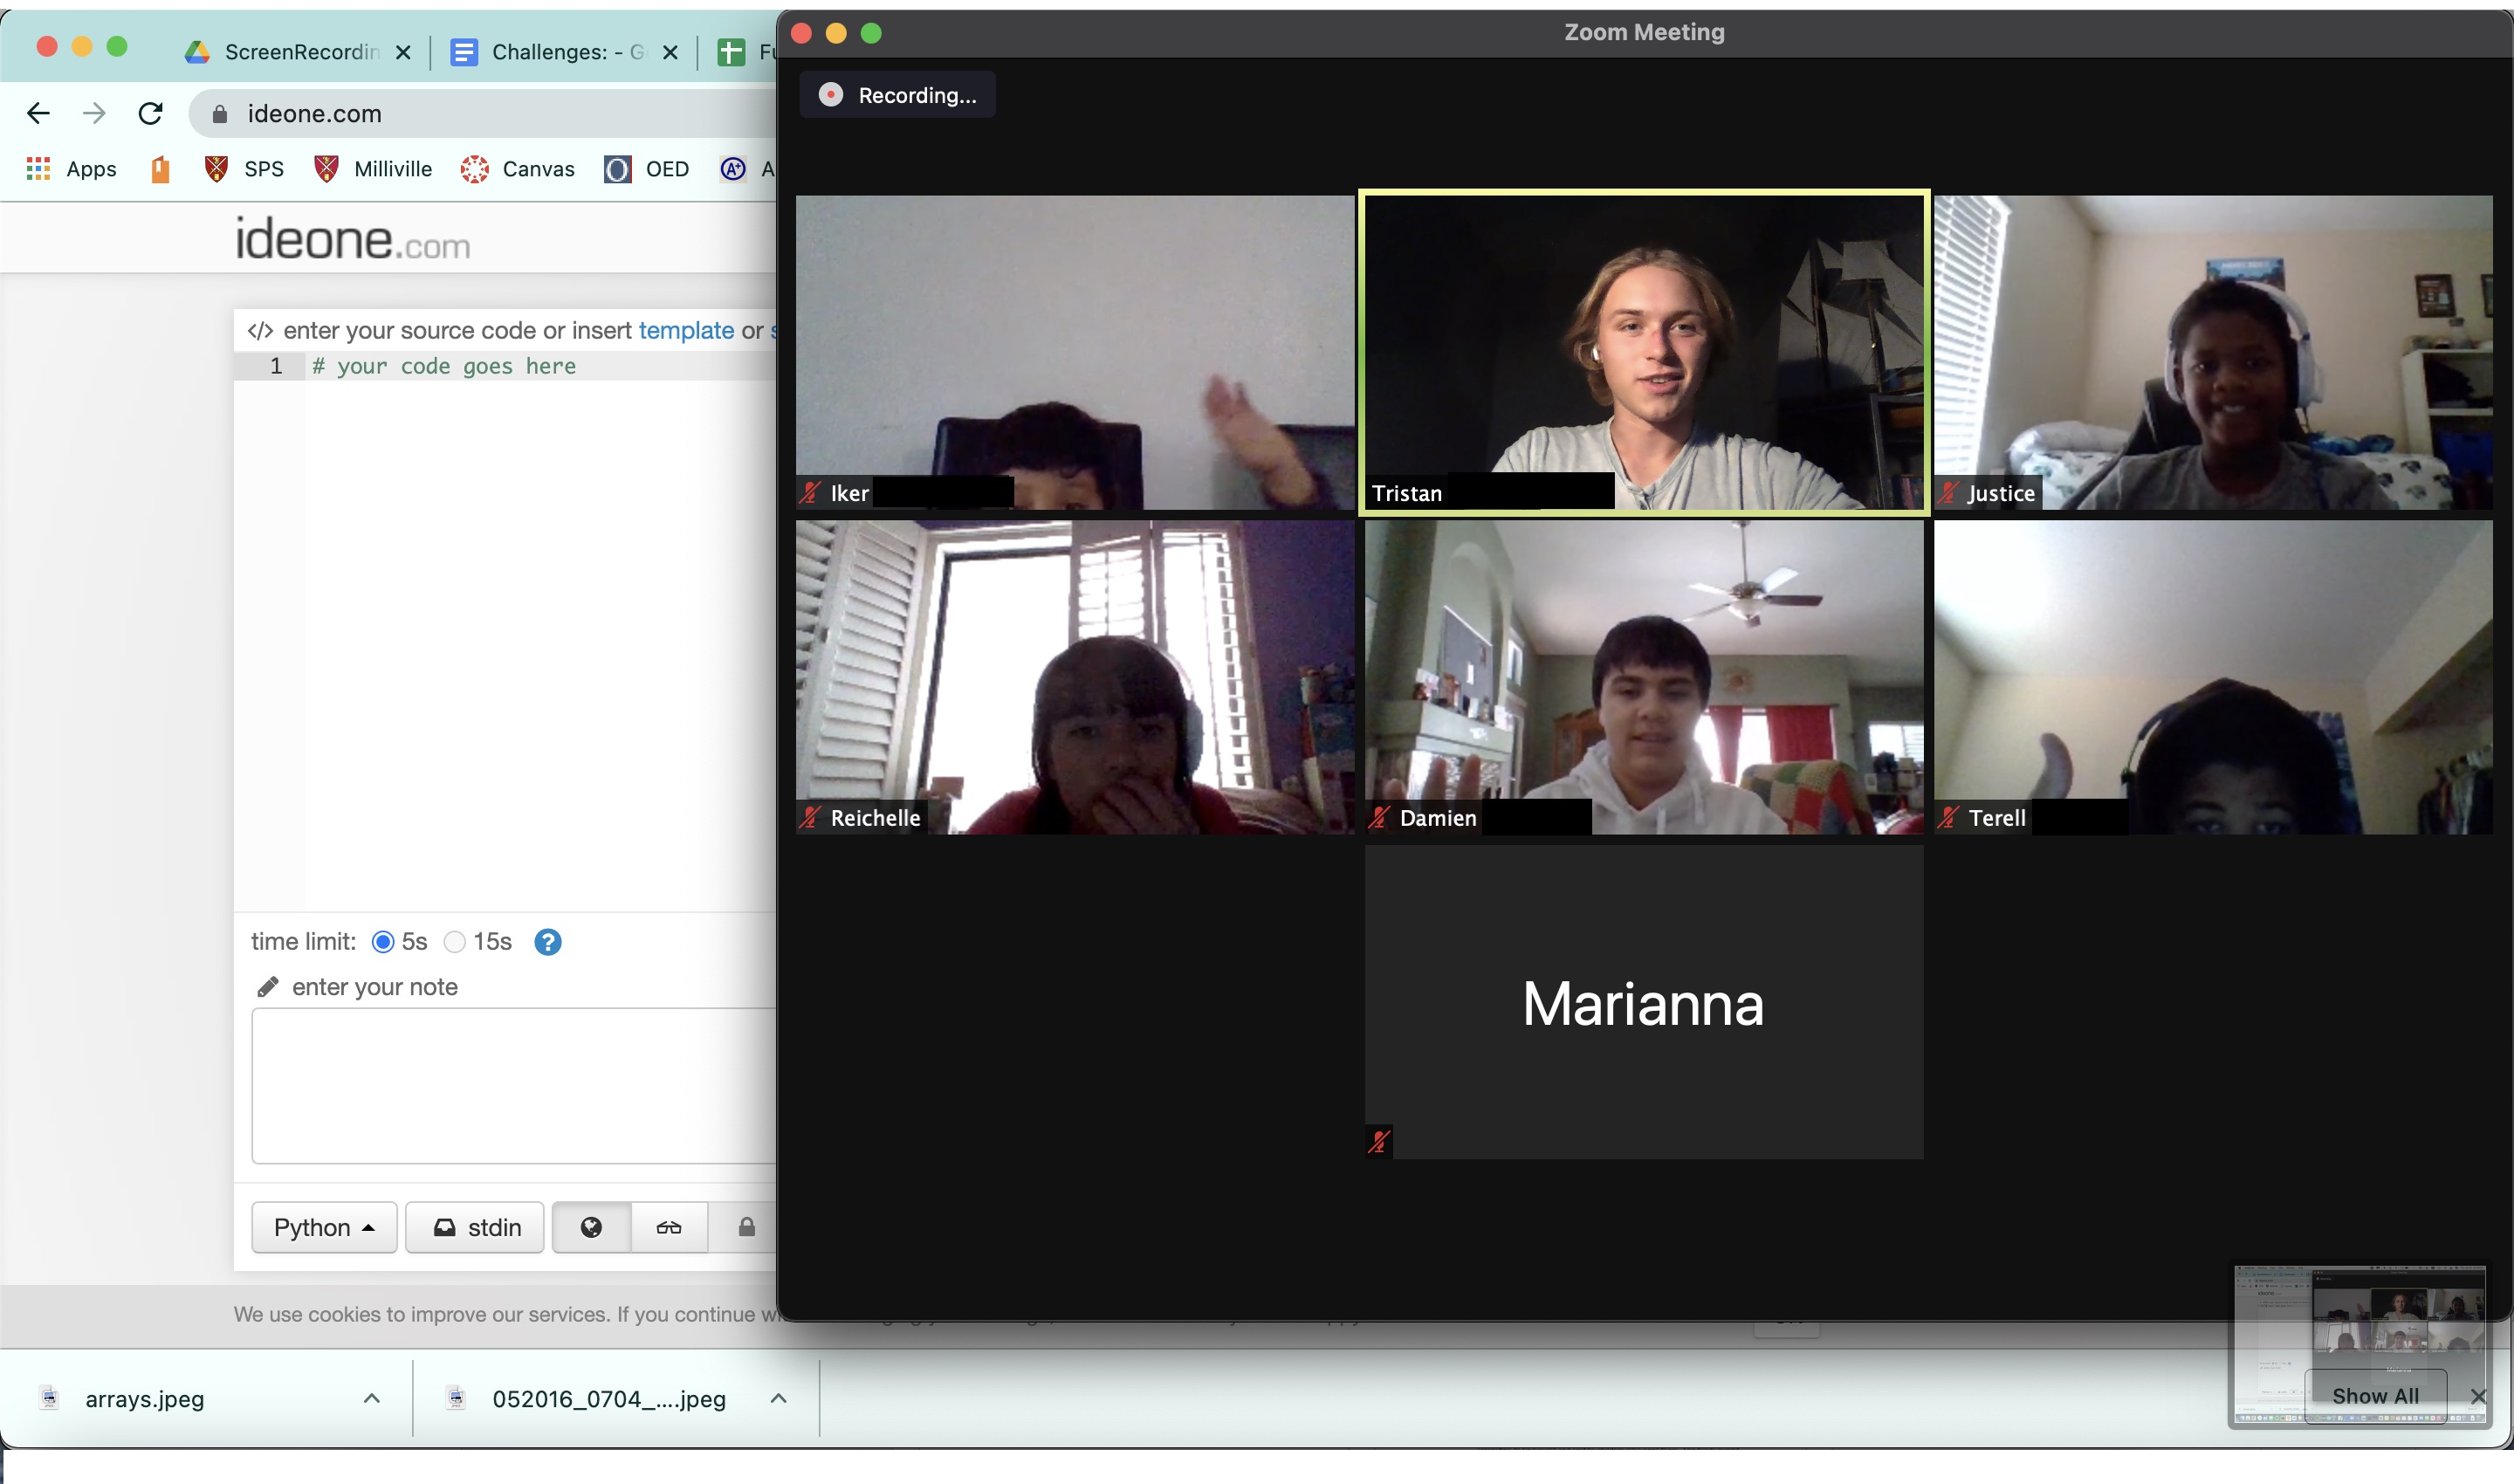 ScreenRecordin
Challenges: - G
Fu
ideone.com
Apps
SPS
Milliville
Canvas
OED
A+
A
ideone.com
</> enter your source code or insert template or s
1 # your code goes here
time limit: 5s 15s ?
enter your note
Python stdin
We use cookies to improve our services. If you continue w
arrays.jpeg
052016_0704_....jpeg
Zoom Meeting
Recording...
Iker
Tristan
Justice
Reichelle
Damien
Terell
Marianna
Show All